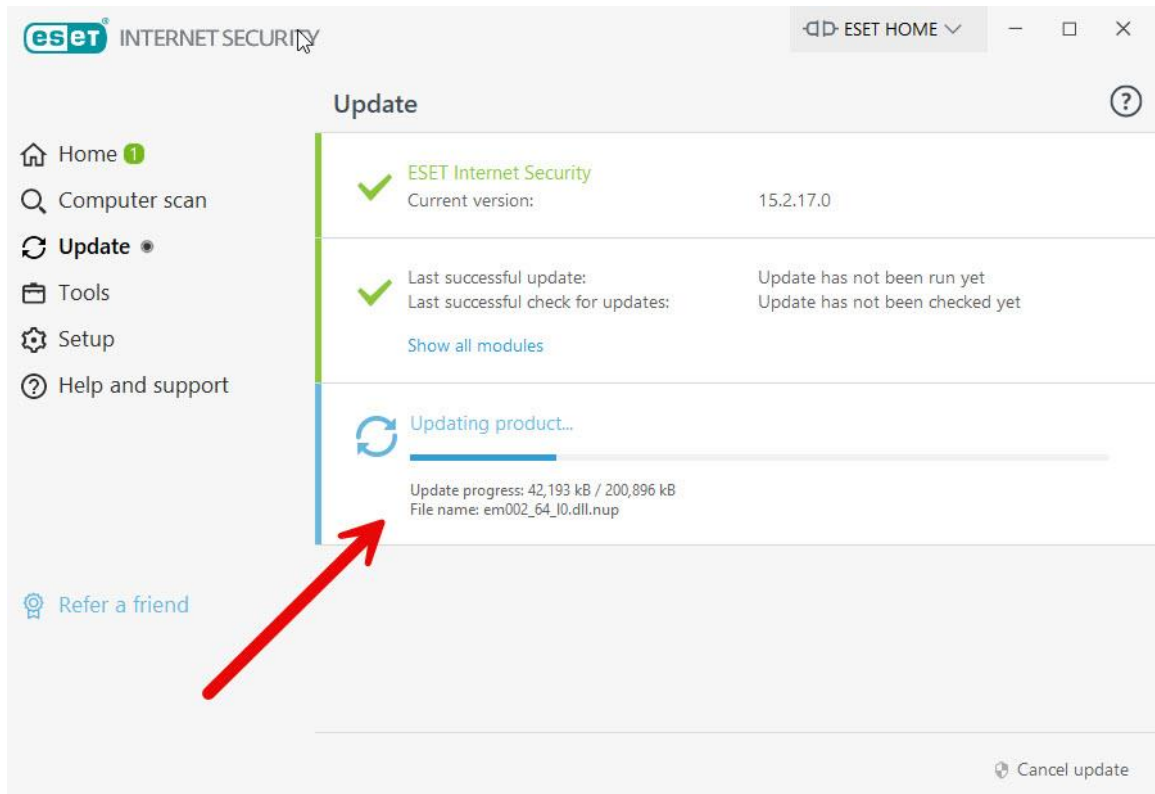 eset® INTERNET SECURITY
ESET HOME
Update
Home 1
Computer scan
Update
Tools
Setup
Help and support
Refer a friend
ESET Internet Security
Current version: 15.2.17.0
Last successful update: Update has not been run yet
Last successful check for updates: Update has not been checked yet
Show all modules
Updating product...
Update progress: 42,193 kB / 200,896 kB
File name: em002_64_l0.dll.nup
Cancel update